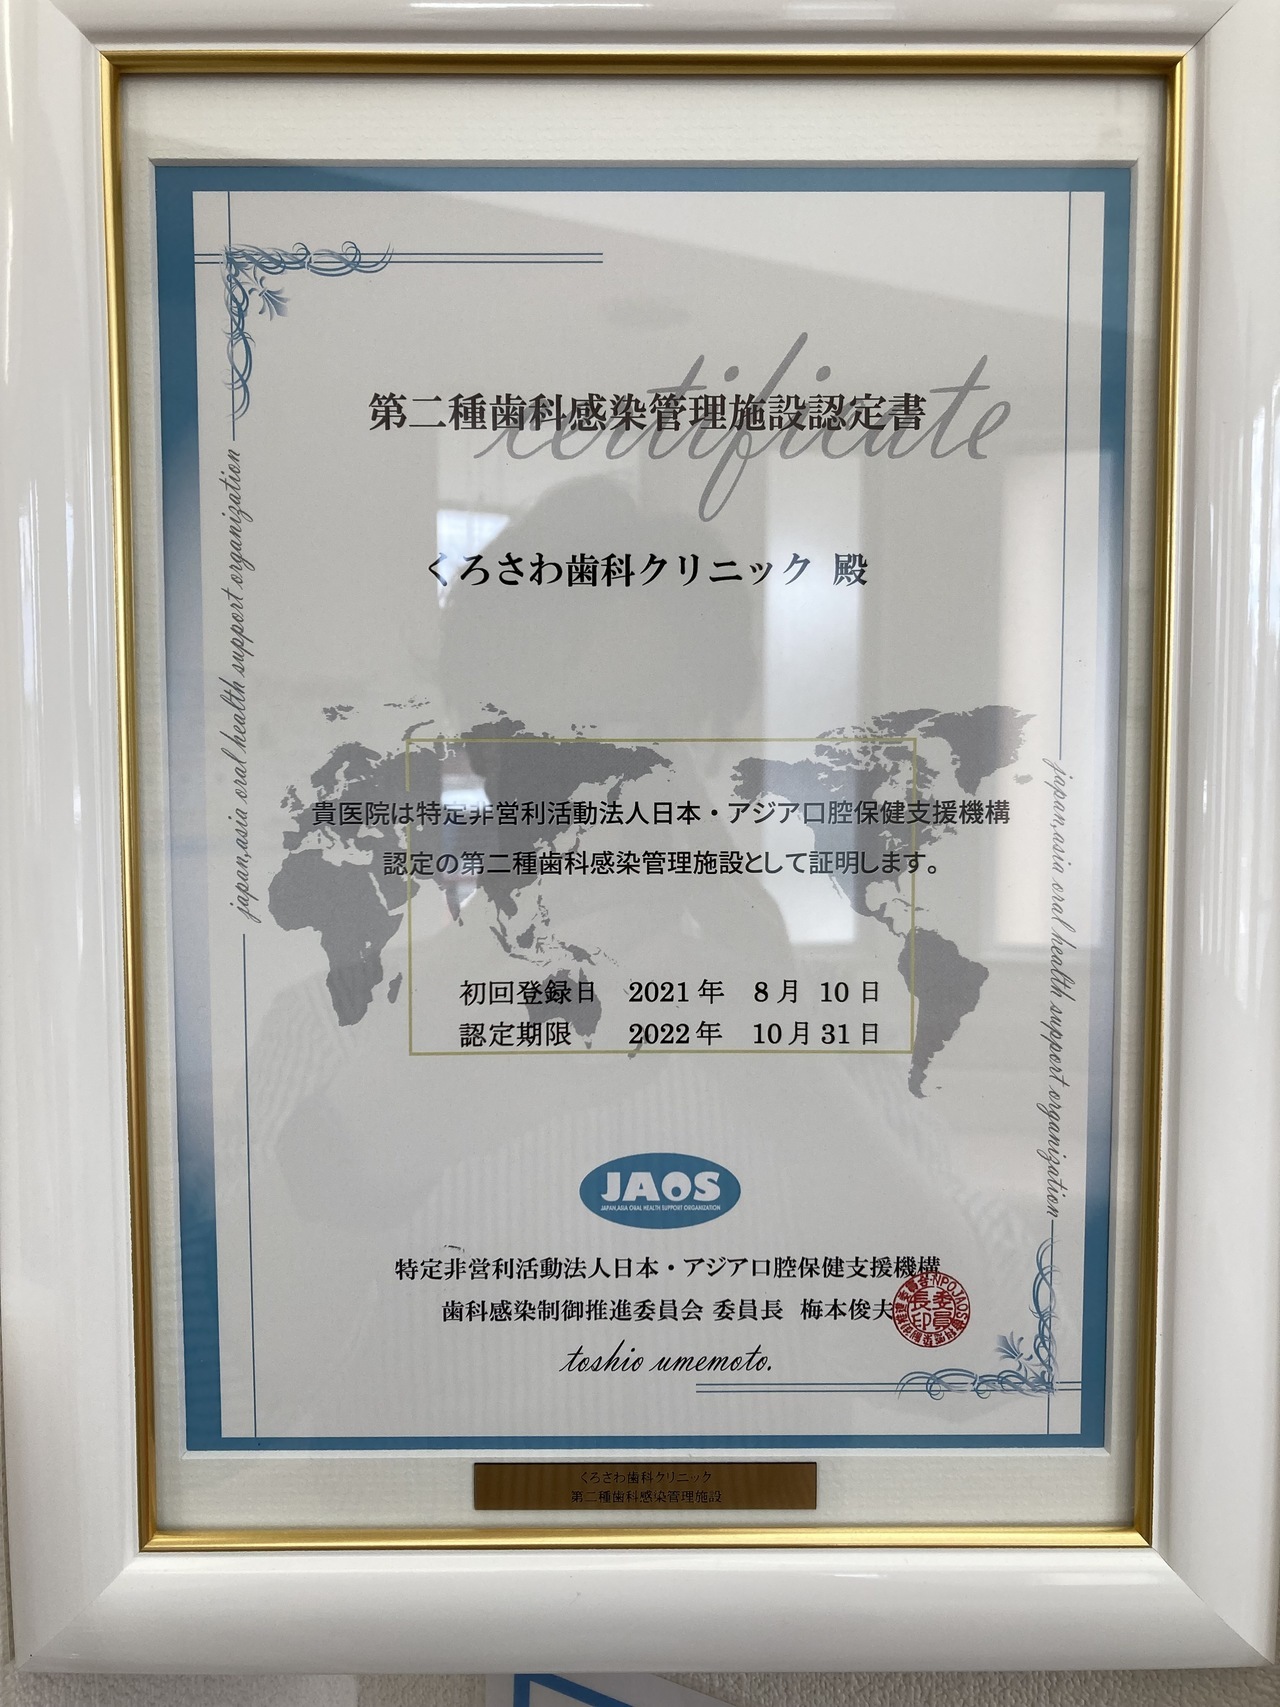 certificate
第二種歯科感染管理施設認定書
くろさわ歯科クリニック 殿
japan,asia oral health support organization
貴医院は特定非営利活動法人日本・アジア口腔保健支援機構
認定の第二種歯科感染管理施設として証明します。
初回登録日 2021年 8月 10日
認定期限 2022年 10月31日
japan,asia oral health support organization
JAOS
JAPAN,ASIA ORAL HEALTH SUPPORT ORGANIZATION
特定非営利活動法人日本・アジア口腔保健支援機構
歯科感染制御推進委員会 委員長 梅本俊夫
toshio umemoto.
くろさわ歯科クリニック
第二種歯科感染管理施設